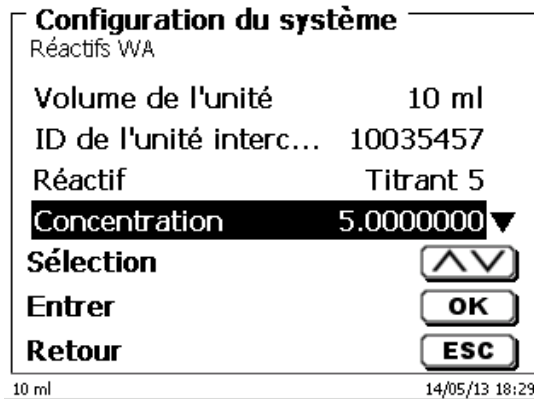 Configuration du système
Réactifs WA
Volume de l'unité 10 ml
ID de l'unité interc... 10035457
Réactif Titrant 5
Concentration 5.0000000
Sélection
Entrer OK
Retour ESC
10 ml 14/05/13 18:29